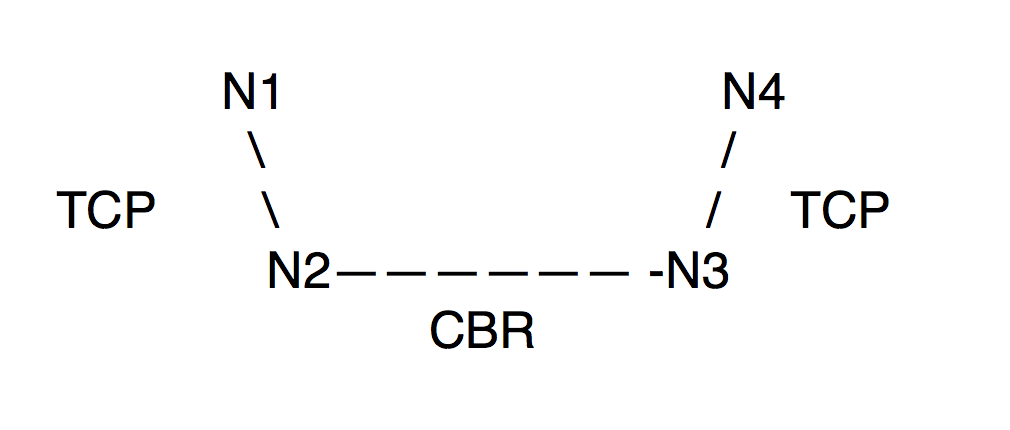 N1 N4
\ /
TCP \ / TCP
N2— — — — — — -N3
CBR